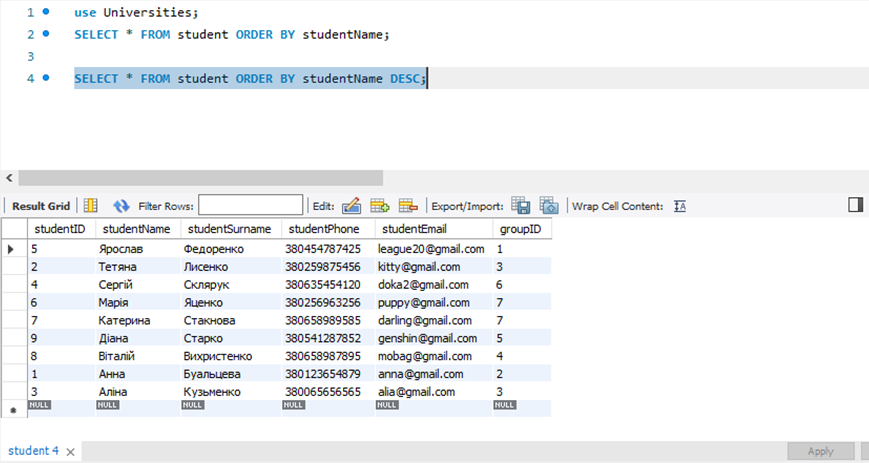 1 use Universities;
2 SELECT * FROM student ORDER BY studentName;
3
4 SELECT * FROM student ORDER BY studentName DESC;
Result Grid Filter Rows: Edit: Export/Import: Wrap Cell Content:
studentID studentName studentSurname studentPhone studentEmail groupID
5 Ярослав Федоренко 380454787425 league20@gmail.com 1
2 Тетяна Лисенко 380259875456 kitty@gmail.com 3
4 Сергій Склярук 380635454120 doka2@gmail.com 6
6 Марія Яценко 380256963256 puppy@gmail.com 7
7 Катерина Стакнова 380658989585 darling@gmail.com 7
9 Діана Старко 380541287852 genshin@gmail.com 5
8 Віталій Вихристенко 380658987895 mobag@gmail.com 4
1 Анна Буальцева 380123654879 anna@gmail.com 2
3 Аліна Кузьменко 380065656565 alia@gmail.com 3
NULL NULL NULL NULL NULL NULL
student 4 Apply